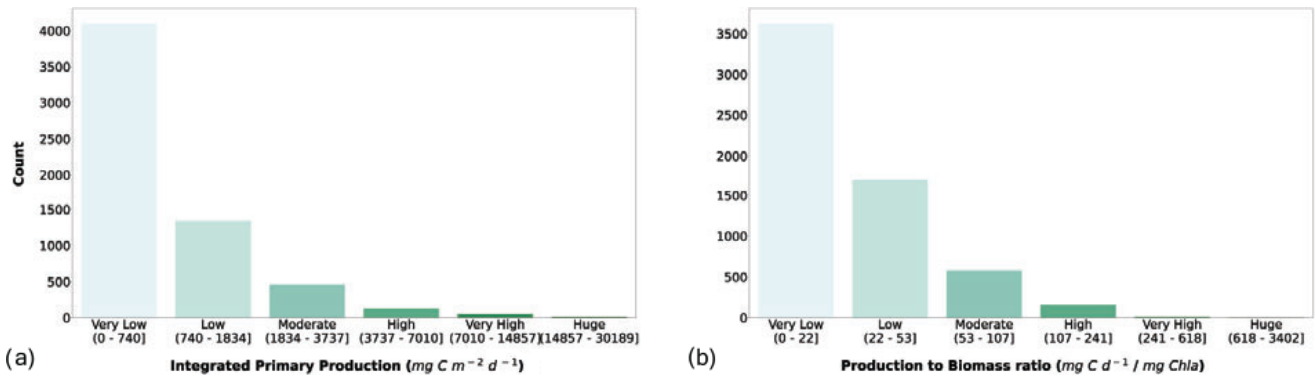 4000
3500
3000
2500
2000
1500
1000
500
0
Count
Very Low Low Moderate High Very High Huge
(0 - 740] (740 - 1834] (1834 - 3737] (3737 - 7010] (7010 - 14857] (14857 - 30189]
(a) Integrated Primary Production (mg C m⁻² d⁻¹)
3500
3000
2500
2000
1500
1000
500
0
Very Low Low Moderate High Very High Huge
(0 - 22] (22 - 53] (53 - 107] (107 - 241] (241 - 618] (618 - 3402]
(b) Production to Biomass ratio (mg C d⁻¹ / mg Chla)